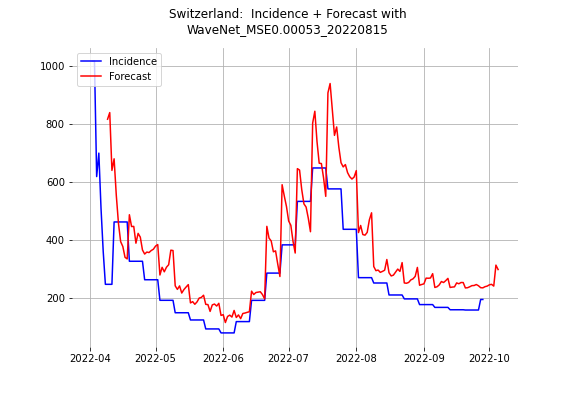 Switzerland:  Incidence + Forecast with
WaveNet_MSE0.00053_20220815
Incidence
Forecast
1000
800
600
400
200
2022-04 2022-05 2022-06 2022-07 2022-08 2022-09 2022-10